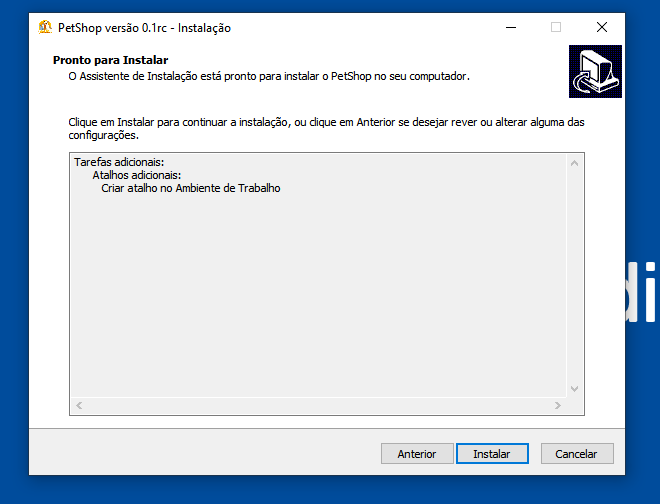 PetShop versão 0.1rc - Instalação
Pronto para Instalar
O Assistente de Instalação está pronto para instalar o PetShop no seu computador.
Clique em Instalar para continuar a instalação, ou clique em Anterior se desejar rever ou alterar alguma das
configurações.
Tarefas adicionais:
Atalhos adicionais:
Criar atalho no Ambiente de Trabalho
di
Anterior
Instalar
Cancelar